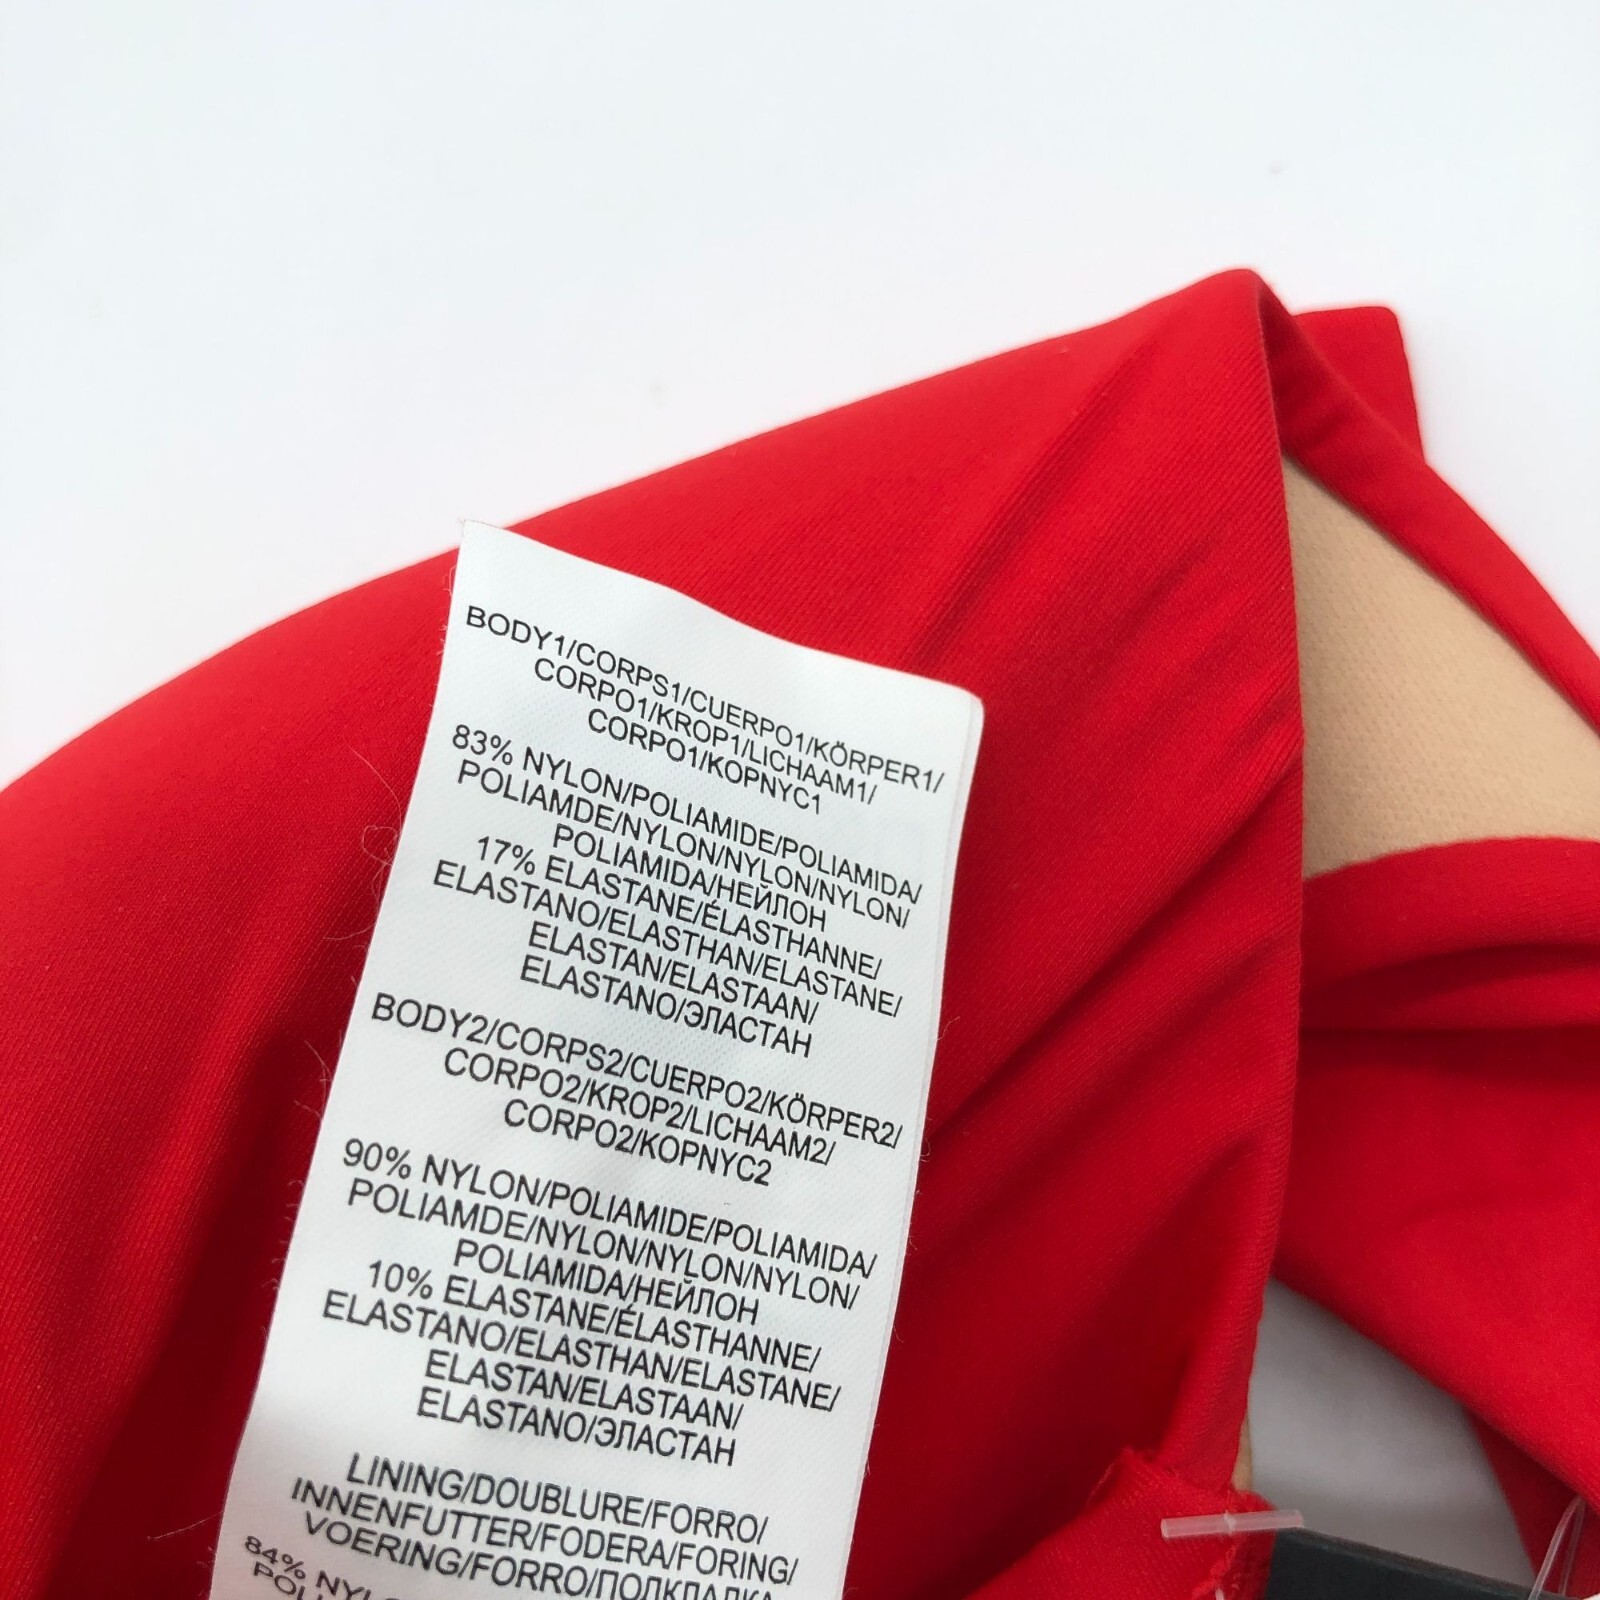 BODY1/CORPS1/CUERPO1/KÖRPER1/
CORPO1/KROP1/LICHAAM1/
CORPO1/KOPNYC1
83% NYLON/POLIAMIDE/POLIAMIDA/
POLIAMDE/NYLON/NYLON/NYLON/
POLIAMIDA/НЕЙЛОН
17% ELASTANE/ÉLASTHANNE/
ELASTANO/ELASTHAN/ELASTANE/
ELASTAN/ELASTAAN/
ELASTANO/ЭЛАСТАН
BODY2/CORPS2/CUERPO2/KÖRPER2/
CORPO2/KROP2/LICHAAM2/
CORPO2/KOPNYC2
90% NYLON/POLIAMIDE/POLIAMIDA/
POLIAMDE/NYLON/NYLON/NYLON/
POLIAMIDA/НЕЙЛОН
10% ELASTANE/ÉLASTHANNE/
ELASTANO/ELASTHAN/ELASTANE/
ELASTAN/ELASTAAN/
ELASTANO/ЭЛАСТАН
LINING/DOUBLURE/FORRO/
INNENFUTTER/FODERA/FORING/
VOERING/FORRO/ПОДКЛАДКА
84%